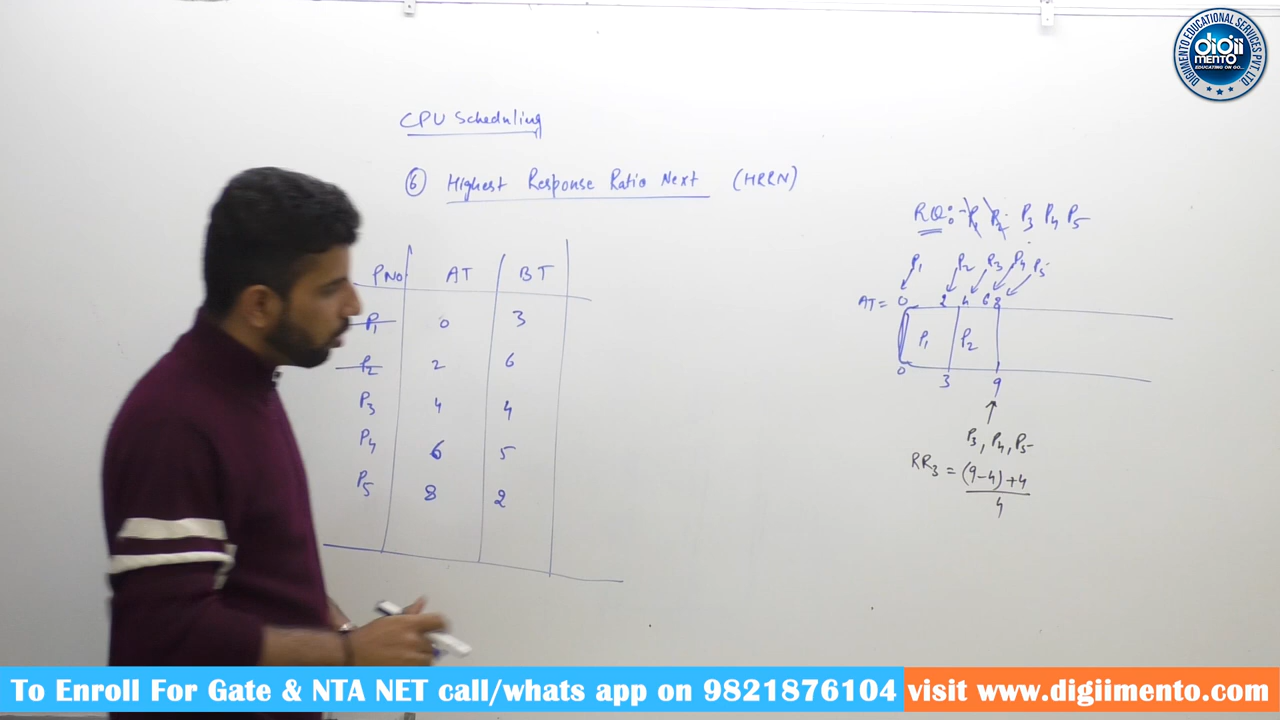 DIGIIMENTO EDUCATIONAL SERVICES PVT. LTD
digii
MENTO
EDUCATING ON GO...
CPU Scheduling
6 Highest Response Ratio Next (HRRN)
PNo AT BT
P1 0 3
P2 2 6
P3 4 4
P4 6 5
P5 8 2
RQ:- P1 P2 P3 P4 P5
P1 P2 P3 P4 P5
AT= 0 2 4 6 8
P1 P2
0 3 9
P3, P4, P5
RR3 = (9-4)+4
4
To Enroll For Gate & NTA NET call/whats app on 9821876104 visit www.digiimento.com